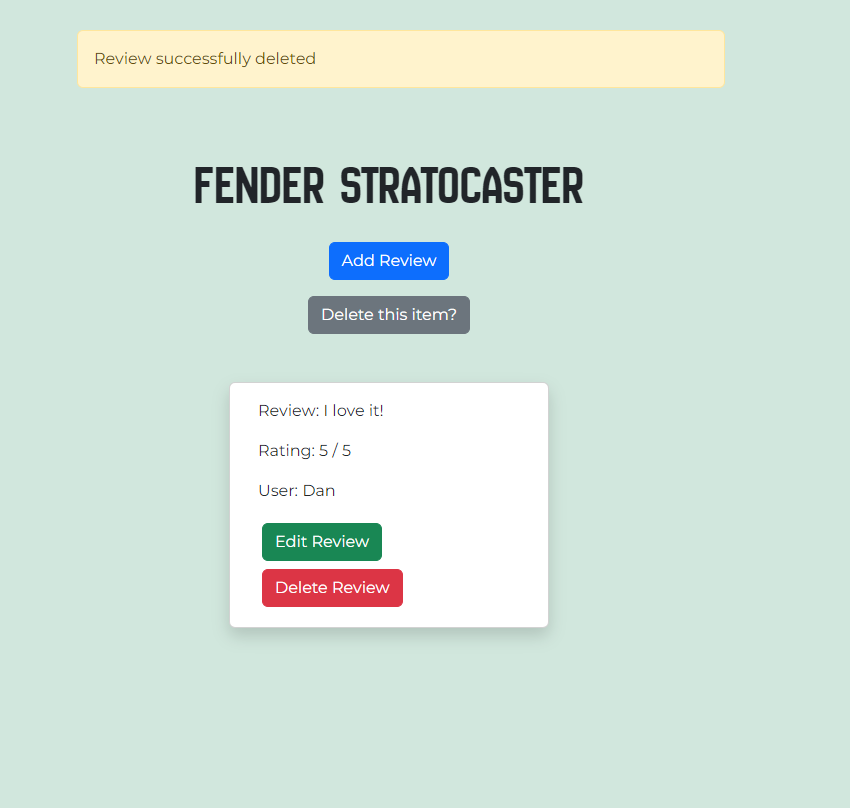 Review successfully deleted
FENDER STRATOCASTER
Add Review
Delete this item?
Review: I love it!
Rating: 5 / 5
User: Dan
Edit Review
Delete Review